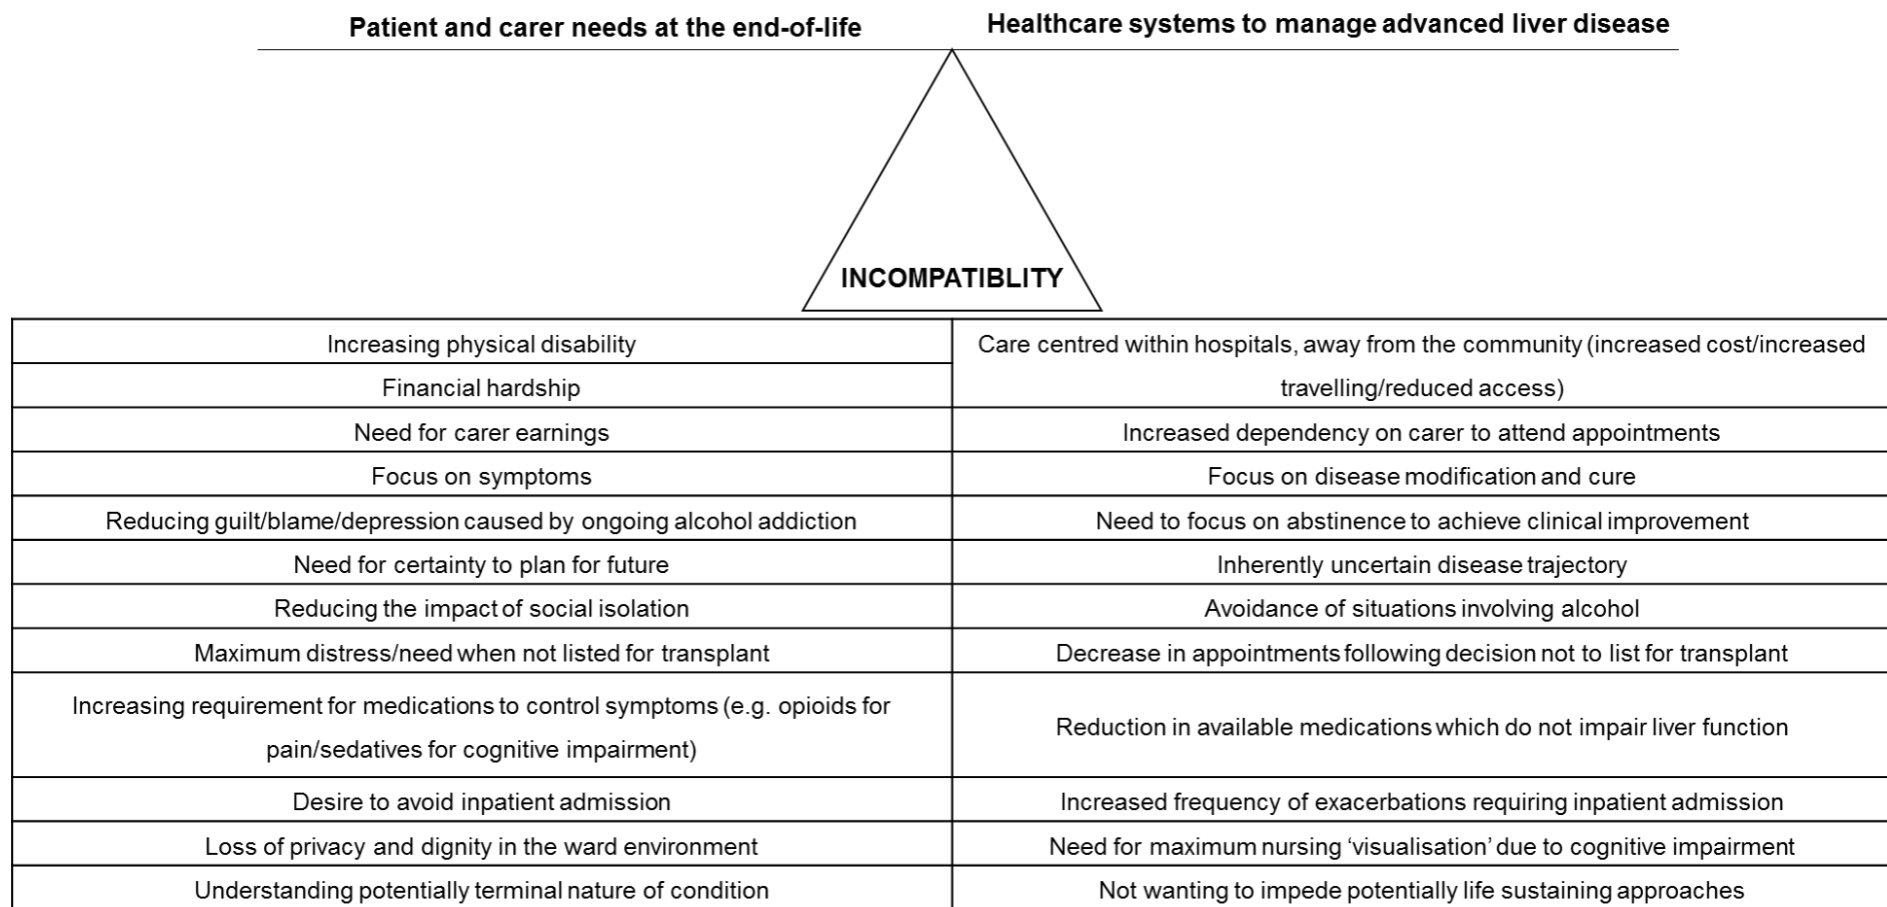 Patient and carer needs at the end-of-life
Healthcare systems to manage advanced liver disease
INCOMPATIBLITY
Increasing physical disability
Care centred within hospitals, away from the community (increased cost/increased
travelling/reduced access)
Financial hardship
Need for carer earnings
Increased dependency on carer to attend appointments
Focus on symptoms
Focus on disease modification and cure
Reducing guilt/blame/depression caused by ongoing alcohol addiction
Need to focus on abstinence to achieve clinical improvement
Need for certainty to plan for future
Inherently uncertain disease trajectory
Reducing the impact of social isolation
Avoidance of situations involving alcohol
Maximum distress/need when not listed for transplant
Decrease in appointments following decision not to list for transplant
Increasing requirement for medications to control symptoms (e.g. opioids for
pain/sedatives for cognitive impairment)
Reduction in available medications which do not impair liver function
Desire to avoid inpatient admission
Increased frequency of exacerbations requiring inpatient admission
Loss of privacy and dignity in the ward environment
Need for maximum nursing ‘visualisation’ due to cognitive impairment
Understanding potentially terminal nature of condition
Not wanting to impede potentially life sustaining approaches